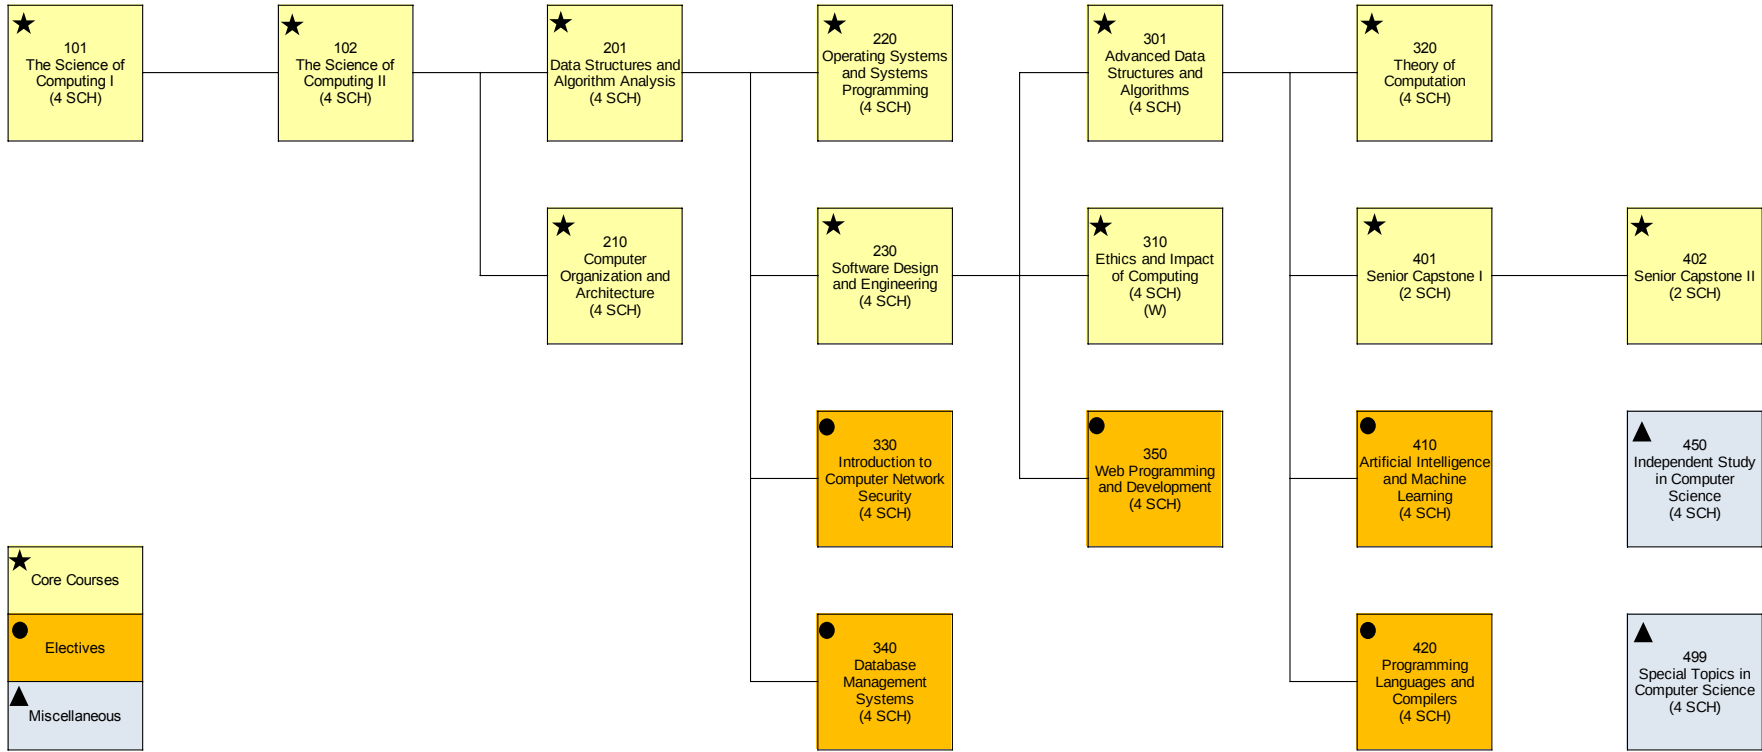 101
The Science of
Computing I
(4 SCH)
102
The Science of
Computing II
(4 SCH)
201
Data Structures and
Algorithm Analysis
(4 SCH)
220
Operating Systems
and Systems
Programming
(4 SCH)
301
Advanced Data
Structures and
Algorithms
(4 SCH)
320
Theory of
Computation
(4 SCH)
210
Computer
Organization and
Architecture
(4 SCH)
230
Software Design
and Engineering
(4 SCH)
310
Ethics and Impact
of Computing
(4 SCH)
(W)
401
Senior Capstone I
(2 SCH)
402
Senior Capstone II
(2 SCH)
330
Introduction to
Computer Network
Security
(4 SCH)
350
Web Programming
and Development
(4 SCH)
410
Artificial Intelligence
and Machine
Learning
(4 SCH)
450
Independent Study
in Computer
Science
(4 SCH)
340
Database
Management
Systems
(4 SCH)
420
Programming
Languages and
Compilers
(4 SCH)
499
Special Topics in
Computer Science
(4 SCH)
Core Courses
Electives
Miscellaneous